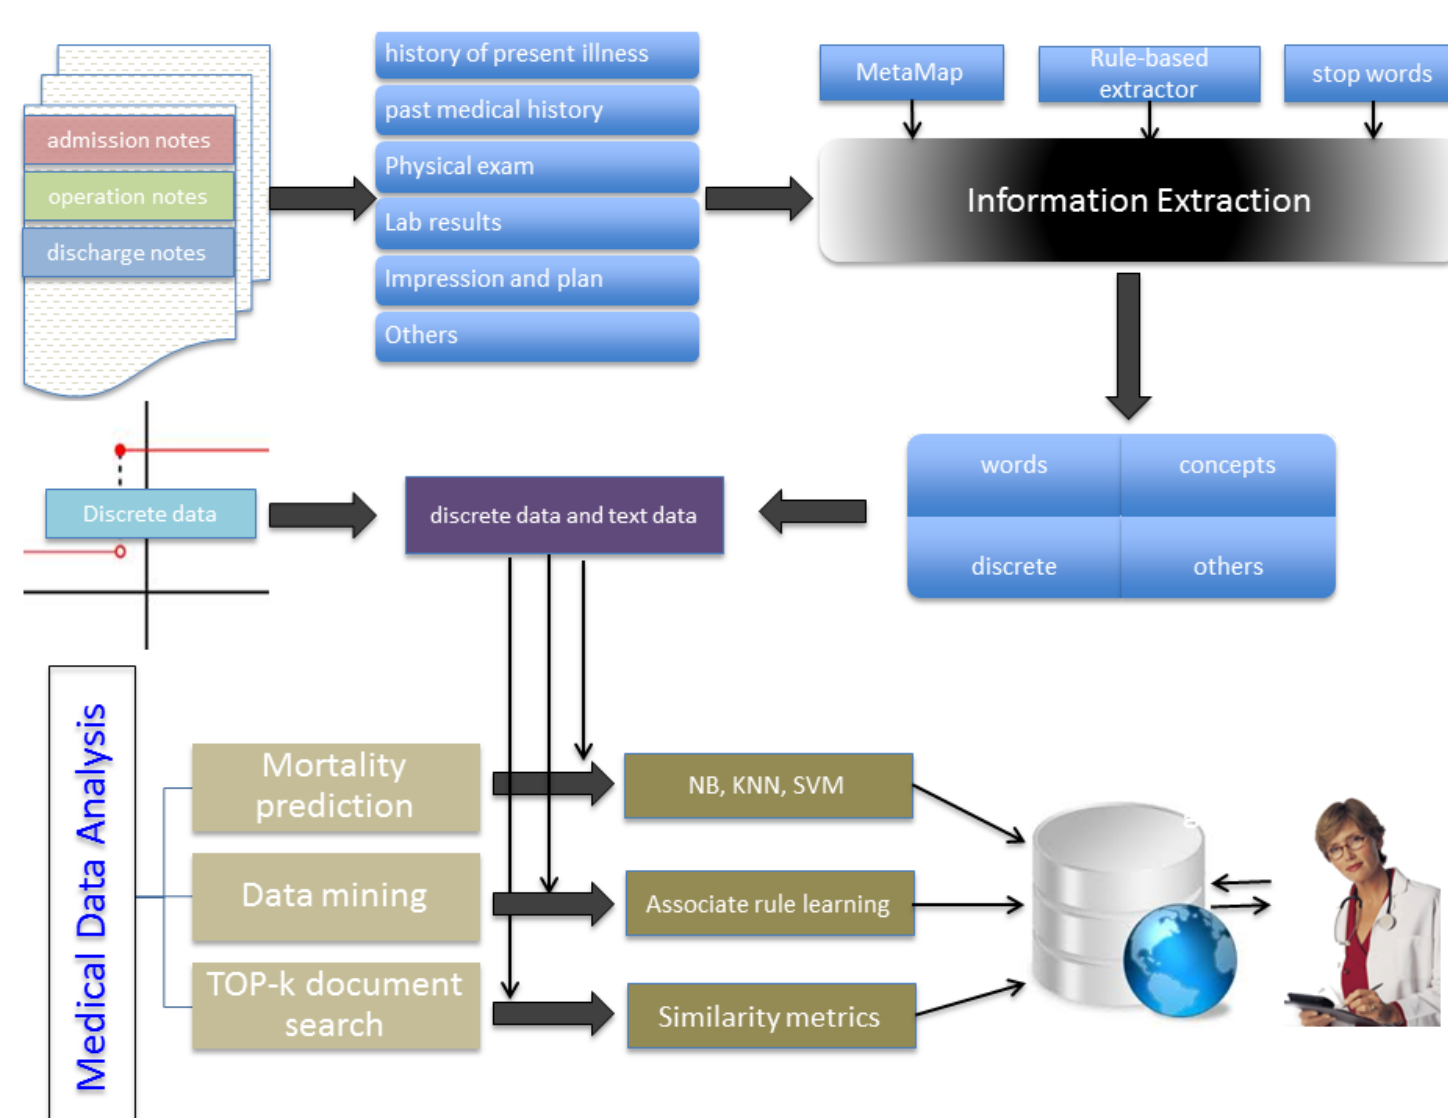 admission notes
operation notes
discharge notes
history of present illness
past medical history
Physical exam
Lab results
Impression and plan
Others
MetaMap
Rule-based
extractor
stop words
Information Extraction
words
concepts
discrete
others
discrete data and text data
Discrete data
Medical Data Analysis
Mortality
prediction
Data mining
TOP-k document
search
NB, KNN, SVM
Associate rule learning
Similarity metrics